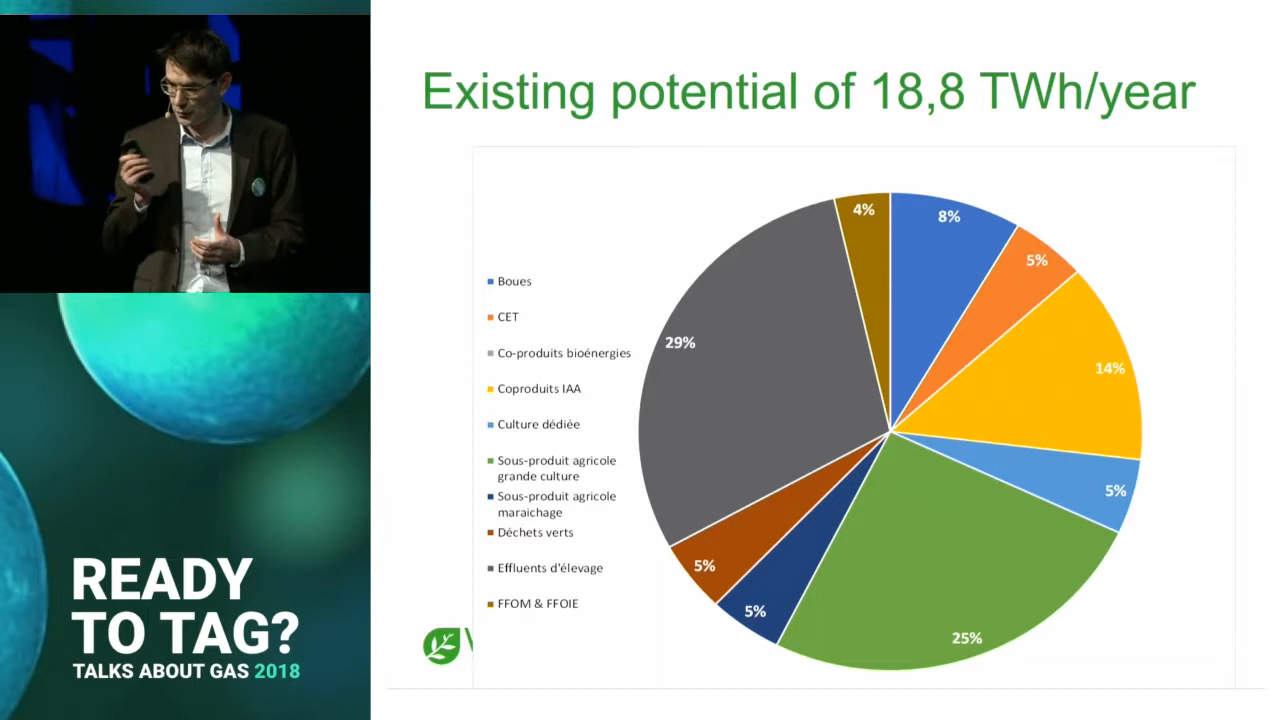 Existing potential of 18,8 TWh/year
4%
8%
5%
14%
5%
25%
5%
5%
29%
Boues
CET
Co-produits bioénergies
Coproduits IAA
Culture dédiée
Sous-produit agricole
grande culture
Sous-produit agricole
maraichage
Déchets verts
Effluents d'élevage
FFOM & FFOIE
READY
TO TAG?
TALKS ABOUT GAS 2018